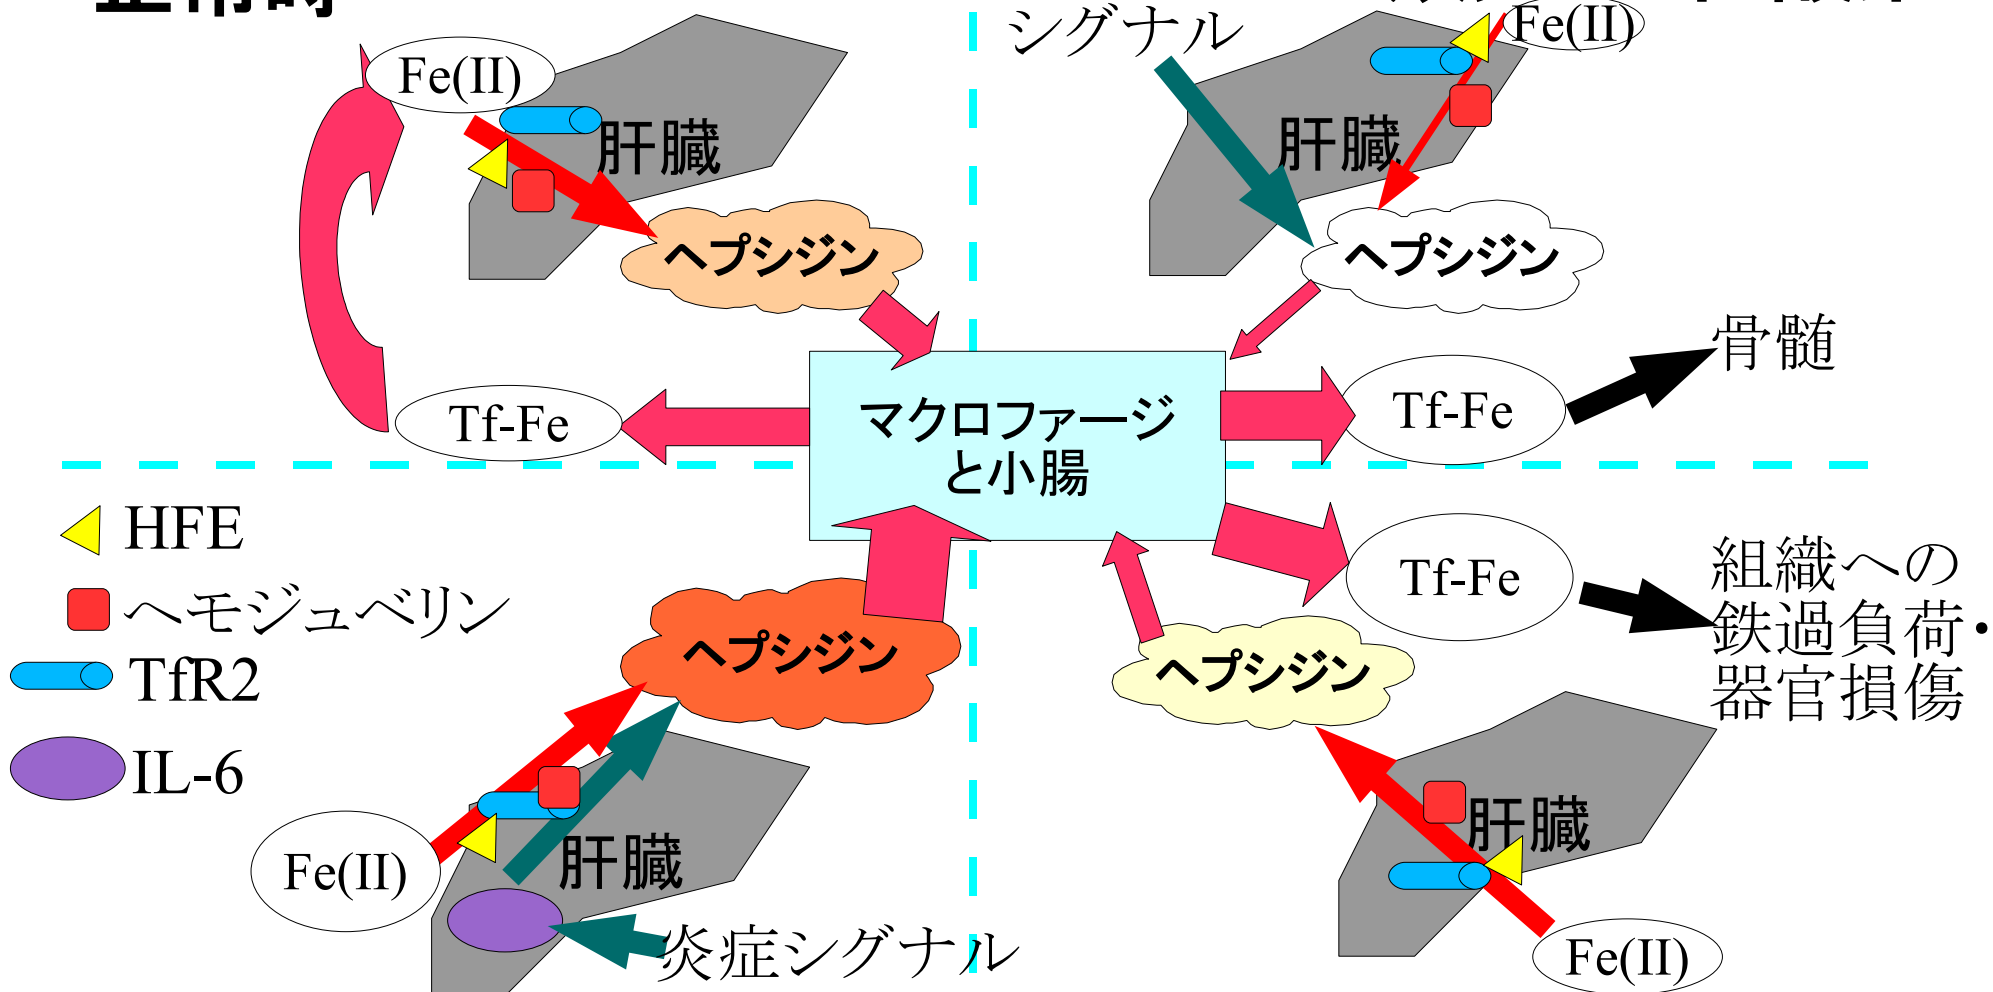 正常時
シグナル
Fe(II)
Fe(II)
肝臓
肝臓
ヘプシジン
ヘプシジン
骨髄
Tf-Fe
マクロファージ
と小腸
Tf-Fe
HFE
ヘモジュベリン
TfR2
IL-6
ヘプシジン
ヘプシジン
Tf-Fe
組織への
鉄過負荷・
器官損傷
Fe(II)
肝臓
肝臓
炎症シグナル
Fe(II)